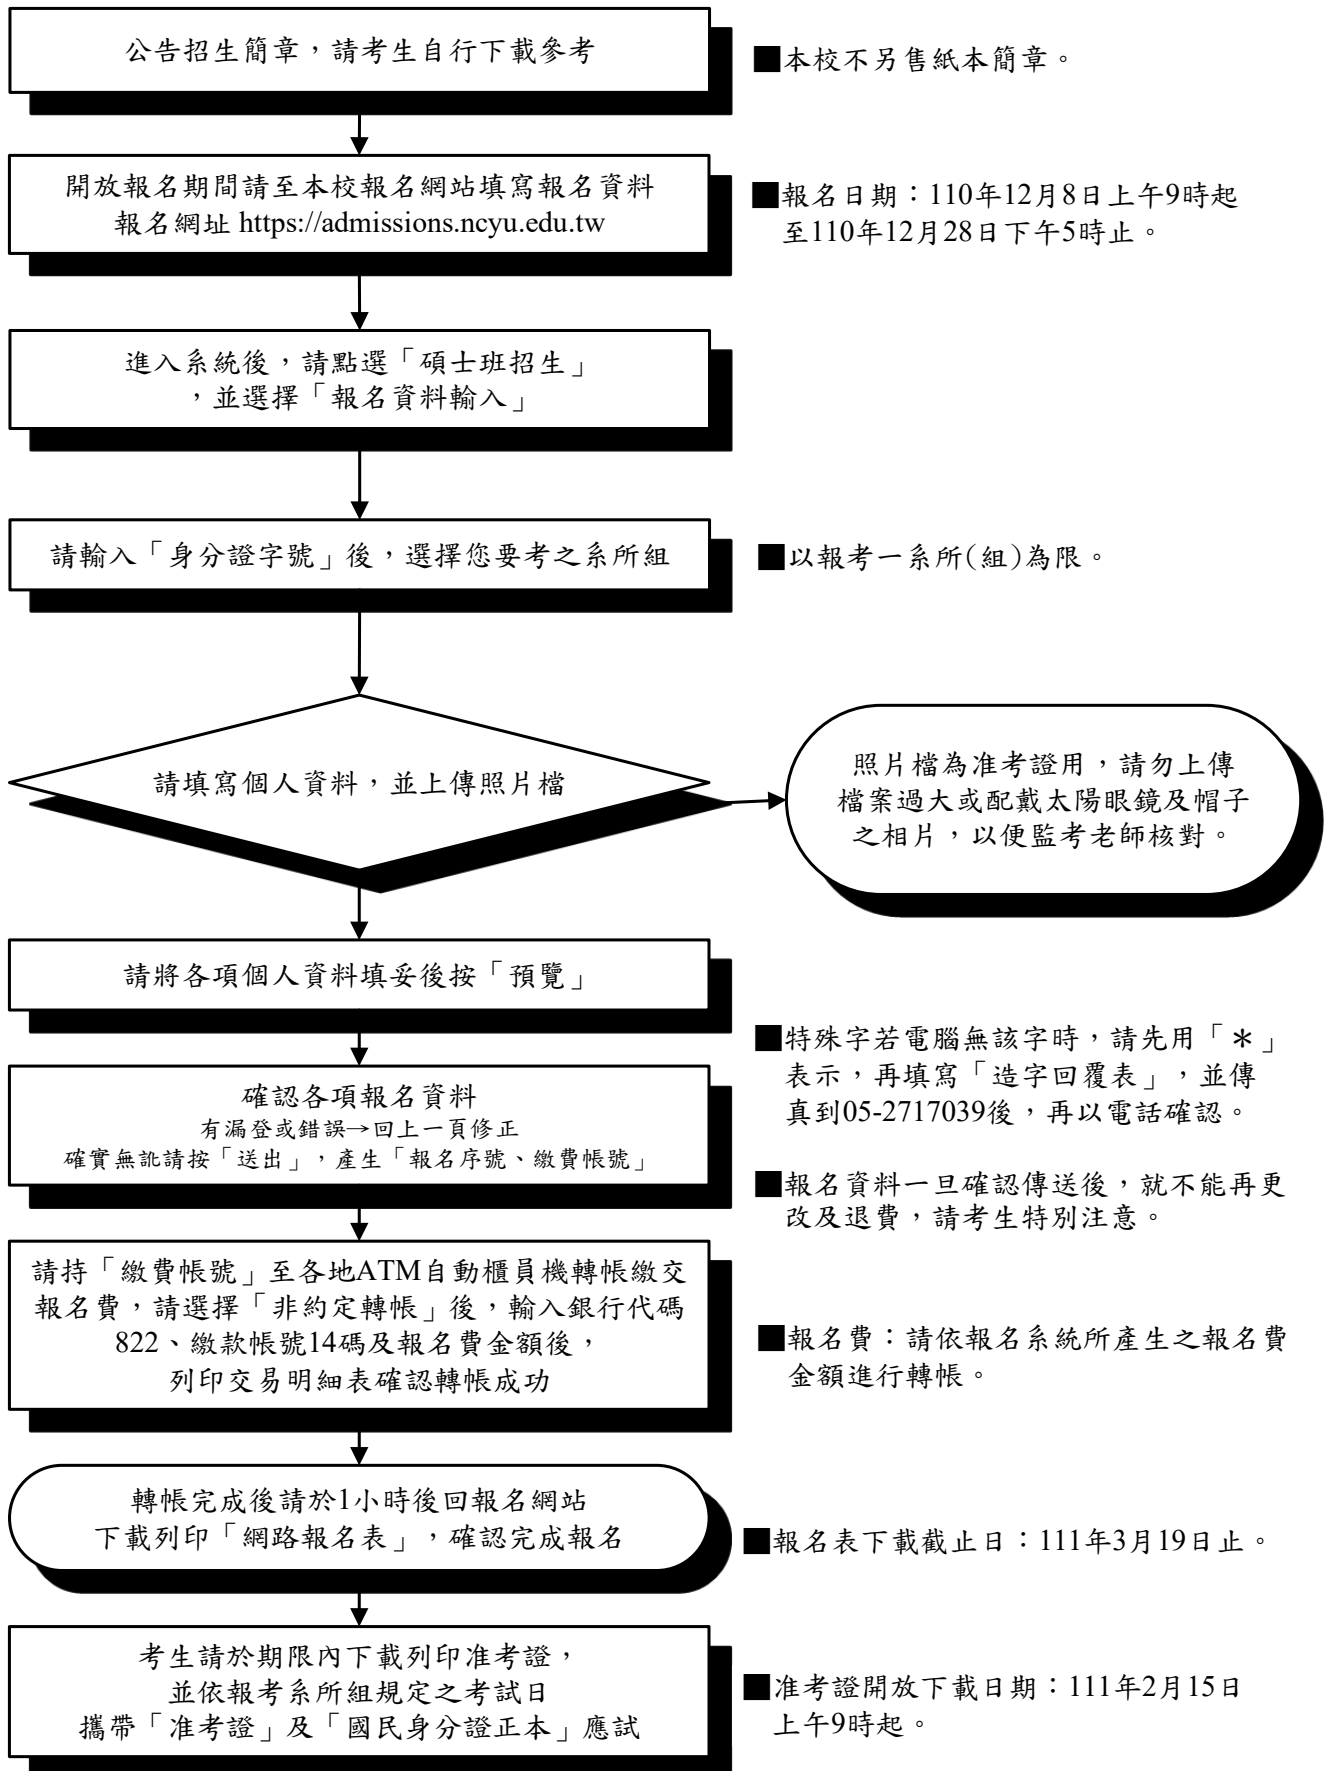 公告招生簡章，請考生自行下載參考
■本校不另售紙本簡章。
開放報名期間請至本校報名網站填寫報名資料
報名網址 https://admissions.ncyu.edu.tw
■報名日期：110年12月8日上午9時起
至110年12月28日下午5時止。
進入系統後，請點選「碩士班招生」
，並選擇「報名資料輸入」
請輸入「身分證字號」後，選擇您要考之系所組
■以報考一系所(組)為限。
請填寫個人資料，並上傳照片檔
照片檔為准考證用，請勿上傳
檔案過大或配戴太陽眼鏡及帽子
之相片，以便監考老師核對。
請將各項個人資料填妥後按「預覽」
■特殊字若電腦無該字時，請先用「＊」
表示，再填寫「造字回覆表」，並傳
真到05-2717039後，再以電話確認。
確認各項報名資料
有漏登或錯誤→回上一頁修正
確實無訛請按「送出」，產生「報名序號、繳費帳號」
■報名資料一旦確認傳送後，就不能再更
改及退費，請考生特別注意。
請持「繳費帳號」至各地ATM自動櫃員機轉帳繳交
報名費，請選擇「非約定轉帳」後，輸入銀行代碼
822、繳款帳號14碼及報名費金額後，
列印交易明細表確認轉帳成功
■報名費：請依報名系統所產生之報名費
金額進行轉帳。
轉帳完成後請於1小時後回報名網站
下載列印「網路報名表」，確認完成報名
■報名表下載截止日：111年3月19日止。
考生請於期限內下載列印准考證，
並依報考系所組規定之考試日
攜帶「准考證」及「國民身分證正本」應試
■准考證開放下載日期：111年2月15日
上午9時起。